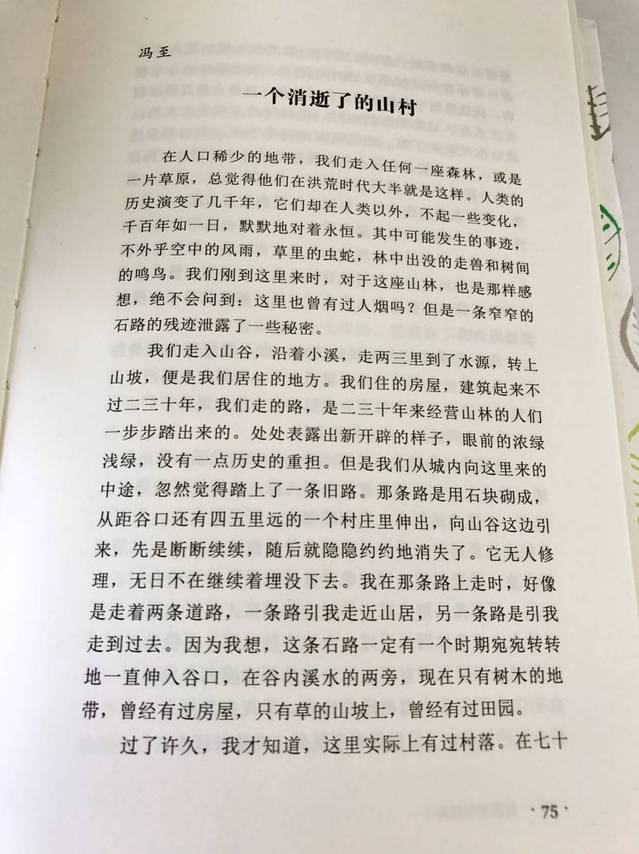 冯至
一个消逝了的山村
在人口稀少的地带，我们走入任何一座森林，或是
一片草原，总觉得他们在洪荒时代大半就是这样。人类的
历史演变了几千年，它们却在人类以外，不起一些变化，
千百年如一日，默默地对着永恒。其中可能发生的事迹，
不外乎空中的风雨，草里的虫蛇，林中出没的走兽和树间
的鸣鸟。我们刚到这里来时，对于这座山林，也是那样感
想，绝不会问到：这里也曾有过人烟吗？但是一条窄窄的
石路的残迹泄露了一些秘密。
我们走入山谷，沿着小溪，走两三里到了水源，转上
山坡，便是我们居住的地方。我们住的房屋，建筑起来不
过二三十年，我们走的路，是二三十年来经营山林的人们
一步步踏出来的。处处表露出新开辟的样子，眼前的浓绿
浅绿，没有一点历史的重担。但是我们从城内向这里来的
中途，忽然觉得踏上了一条旧路。那条路是用石块砌成，
从距谷口还有四五里远的一个村庄里伸出，向山谷这边引
来，先是断断续续，随后就隐隐约约地消失了。它无人修
理，无日不在继续着埋没下去。我在那条路上走时，好像
是走着两条道路，一条路引我走近山居，另一条路是引我
走到过去。因为我想，这条石路一定有一个时期宛宛转转
地一直伸入谷口，在谷内溪水的两旁，现在只有树木的地
带，曾经有过房屋，只有草的山坡上，曾经有过田园。
过了许久，我才知道，这里实际上有过村落。在七十
·75·